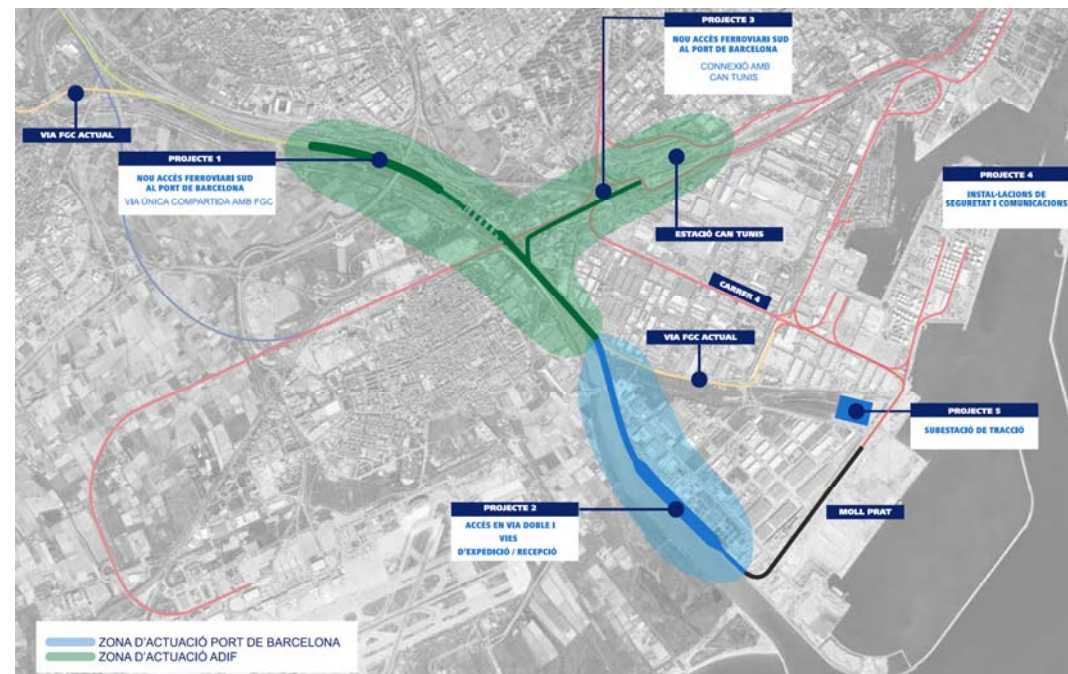 PROJECTE 3
NOU ACCÉS FERROVIARI SUD
AL PORT DE BARCELONA
CONNEXIÓ AMB
CAN TUNIS
VIA FGC ACTUAL
PROJECTE 1
NOU ACCÉS FERROVIARI SUD
AL PORT DE BARCELONA
VIA ÚNICA COMPARTIDA AMB FGC
PROJECTE 4
INSTAL·LACIONS DE
SEGURETAT I COMUNICACIONS
ESTACIÓ CAN TUNIS
CARRER 4
VIA FGC ACTUAL
PROJECTE 5
SUBESTACIÓ DE TRACCIÓ
PROJECTE 2
ACCÉS EN VIA DOBLE I
VIES
D'EXPEDICIÓ / RECEPCIÓ
MOLL PRAT
ZONA D'ACTUACIÓ PORT DE BARCELONA
ZONA D'ACTUACIÓ ADIF